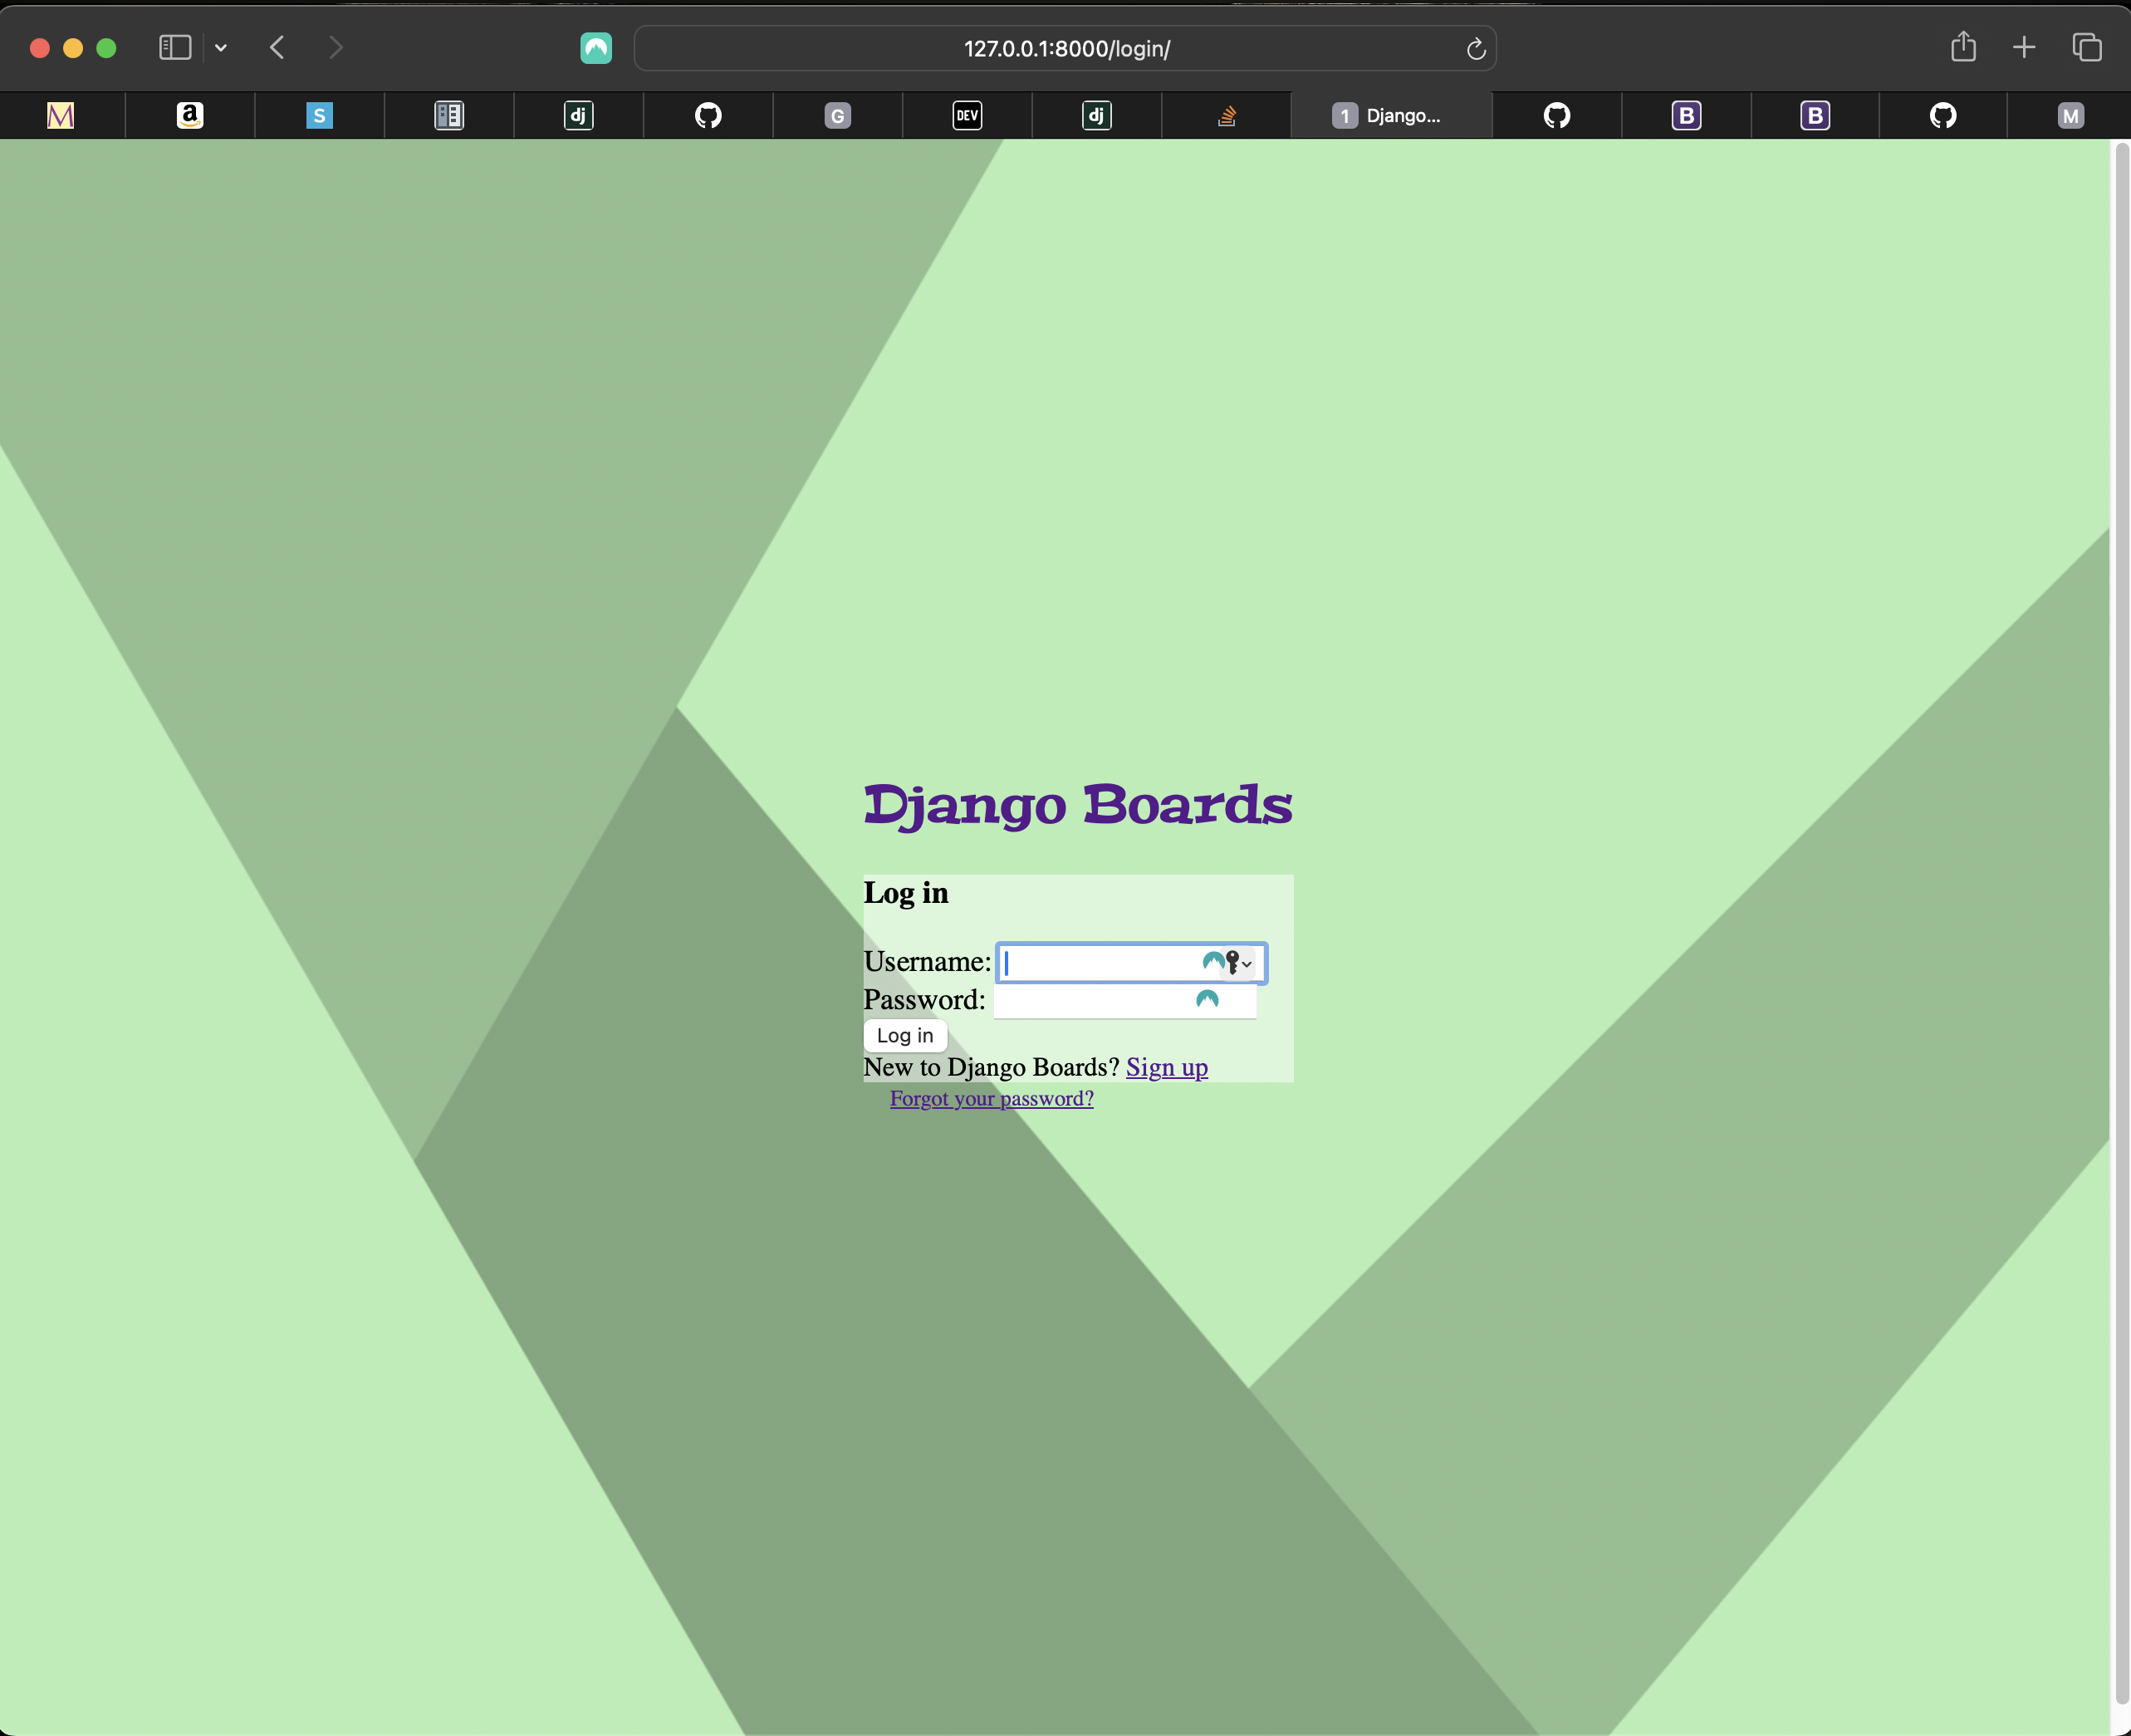 127.0.0.1:8000/login/
M
a
S
dj
G
DEV
dj
1 Django...
B
B
M
Django Boards
Log in
Username:
Password:
Log in
New to Django Boards? Sign up
Forgot your password?